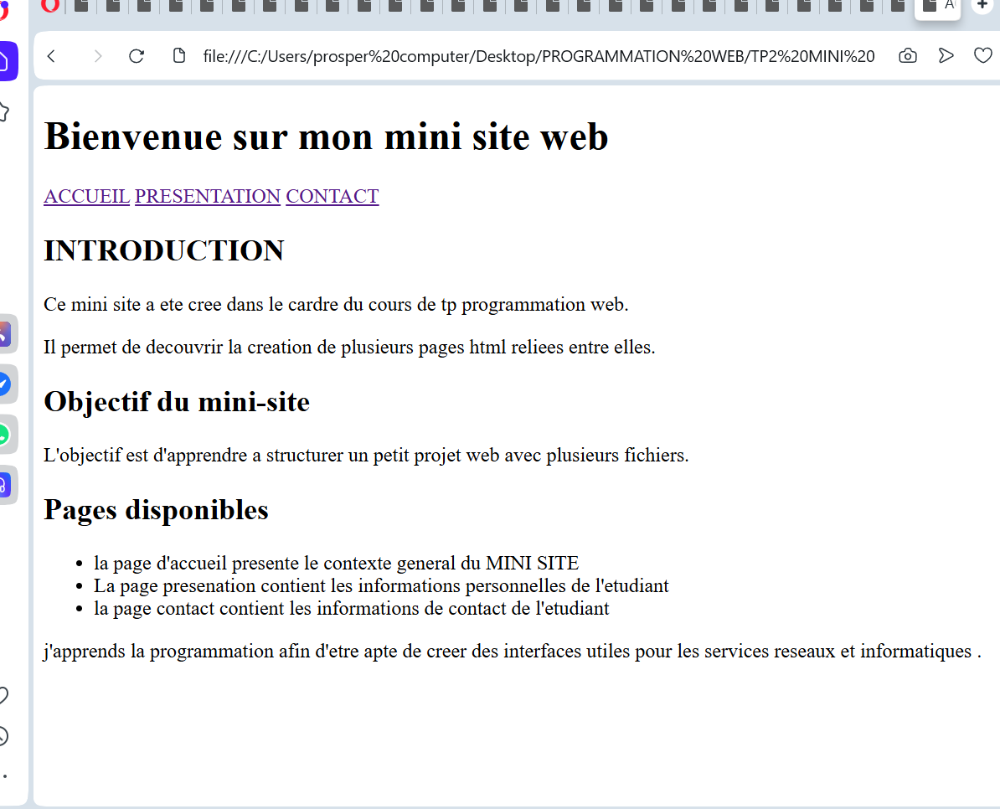 A
file:///C:/Users/prosper%20computer/Desktop/PROGRAMMATION%20WEB/TP2%20MINI%20
Bienvenue sur mon mini site web
ACCUEIL PRESENTATION CONTACT
INTRODUCTION
Ce mini site a ete cree dans le cardre du cours de tp programmation web.
Il permet de decouvrir la creation de plusieurs pages html reliees entre elles.
Objectif du mini-site
L'objectif est d'apprendre a structurer un petit projet web avec plusieurs fichiers.
Pages disponibles
• la page d'accueil presente le contexte general du MINI SITE
• La page presenation contient les informations personnelles de l'etudiant
• la page contact contient les informations de contact de l'etudiant
j'apprends la programmation afin d'etre apte de creer des interfaces utiles pour les services reseaux et informatiques .